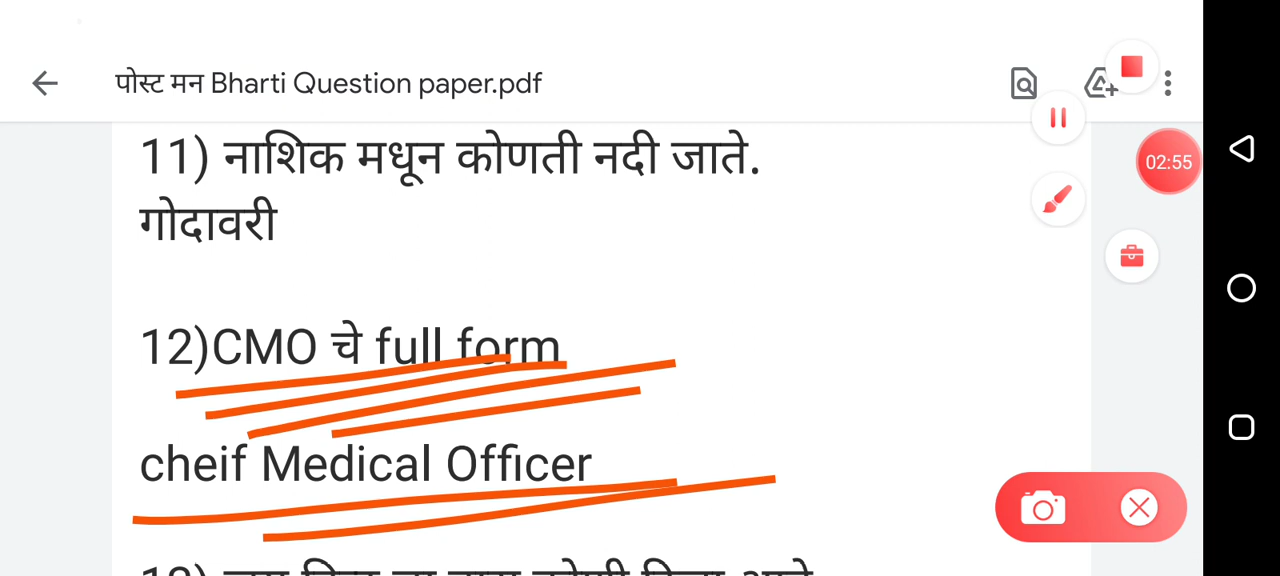 पोस्ट मन Bharti Question paper.pdf
11) नाशिक मधून कोणती नदी जाते.
02:55
गोदावरी
12)CMO चे full form
cheif Medical Officer